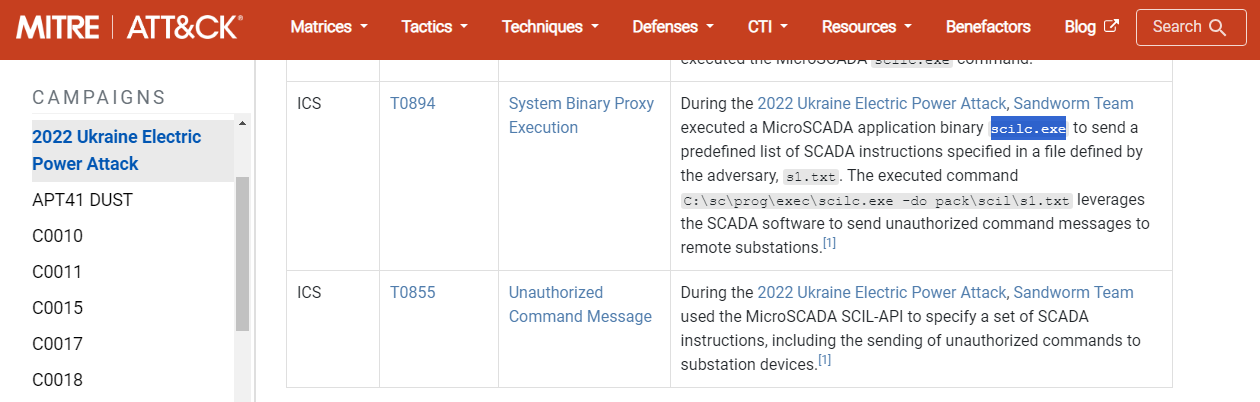 MITRE | ATT&CK®
Matrices
Tactics
Techniques
Defenses
CTI
Resources
Benefactors
Blog
Search
CAMPAIGNS
2022 Ukraine Electric
Power Attack
APT41 DUST
C0010
C0011
C0015
C0017
C0018
executed the MicroSCADA scilc.exe command.
ICS
T0894
System Binary Proxy
Execution
During the 2022 Ukraine Electric Power Attack, Sandworm Team
executed a MicroSCADA application binary scilc.exe to send a
predefined list of SCADA instructions specified in a file defined by
the adversary, s1.txt. The executed command
C:\sc\prog\exec\scilc.exe -do pack\scil\s1.txt leverages
the SCADA software to send unauthorized command messages to
remote substations.[1]
ICS
T0855
Unauthorized
Command Message
During the 2022 Ukraine Electric Power Attack, Sandworm Team
used the MicroSCADA SCIL-API to specify a set of SCADA
instructions, including the sending of unauthorized commands to
substation devices.[1]